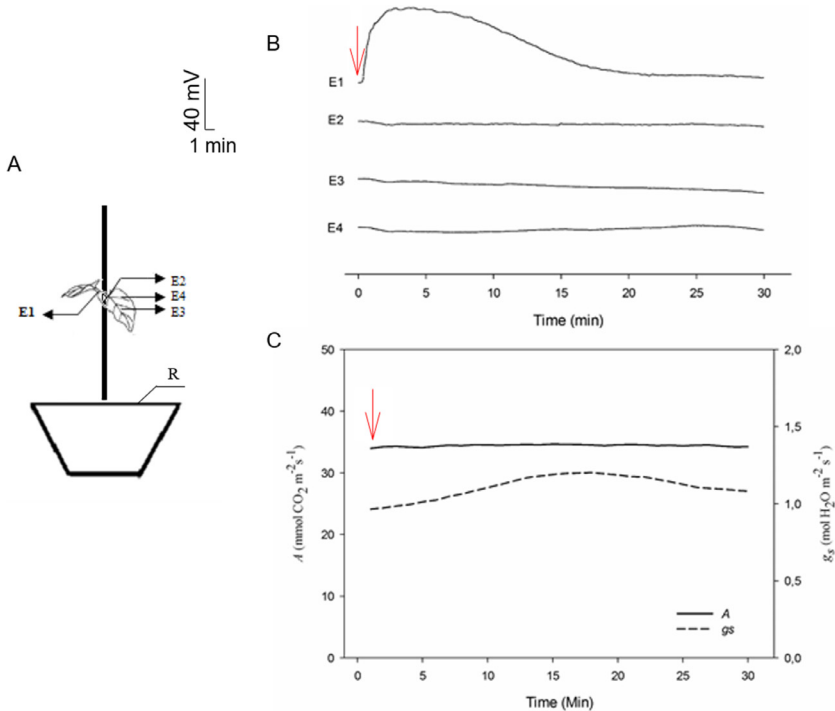 A
40 mV
1 min
E1
E2
E4
E3
R
B
E1
E2
E3
E4
0 5 10 15 20 25 30
Time (min)
C
50
40
30
20
10
0
A (mmol CO2 m-2 s-1)
2,0
1,5
1,0
0,5
0,0
gs (mol H2O m-2 s-1)
A
gs
0 5 10 15 20 25 30
Time (Min)